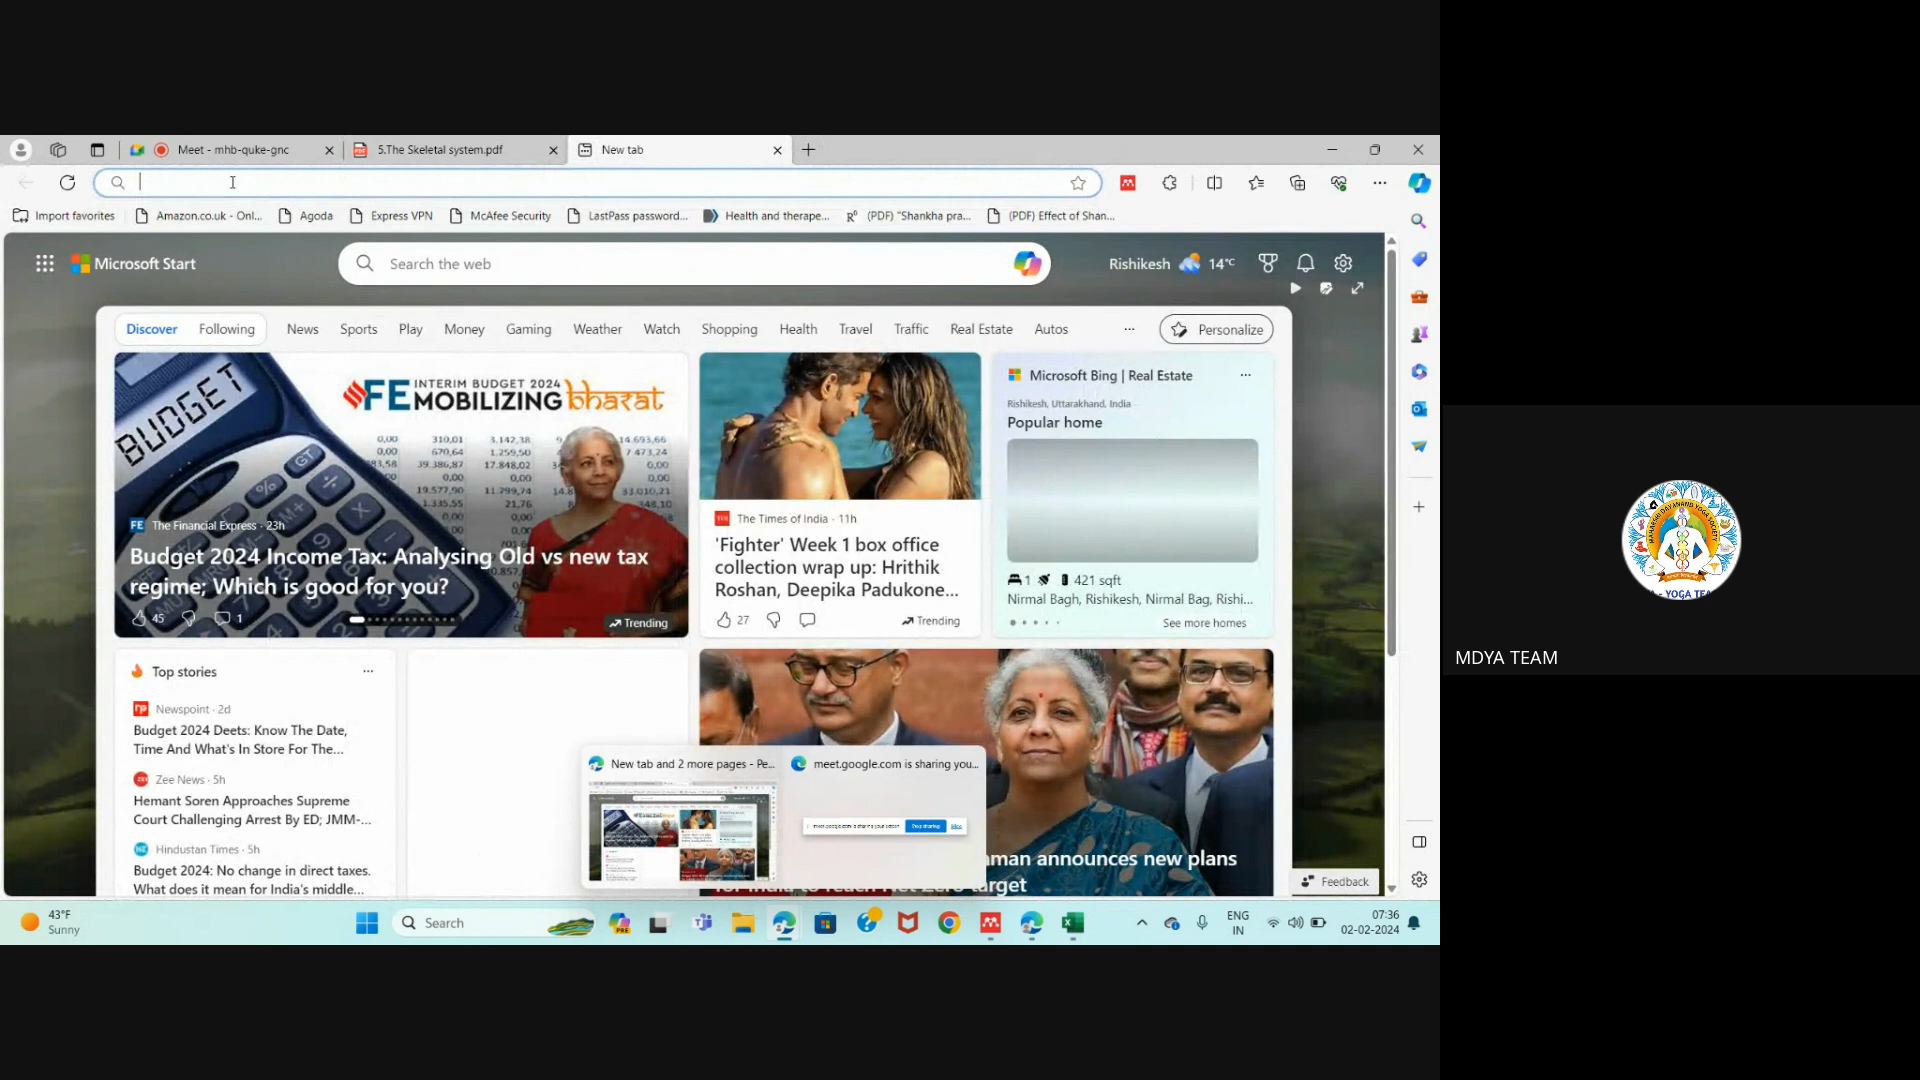 Meet - mhb-quke-gnc
5.The Skeletal system.pdf
New tab
Import favorites
Amazon.co.uk - Onl...
Agoda
Express VPN
McAfee Security
LastPass password...
Health and therape...
(PDF) "Shankha pra...
(PDF) Effect of Shan...
Microsoft Start
Search the web
Rishikesh
14°C
Discover
Following
News
Sports
Play
Money
Gaming
Weather
Watch
Shopping
Health
Travel
Traffic
Real Estate
Autos
...
Personalize
BUDGET
FE INTERIM BUDGET 2024
MOBILIZING bharat
FE The Financial Express · 23h
Budget 2024 Income Tax: Analysing Old vs new tax
regime; Which is good for you?
45
1
Trending
The Times of India · 11h
'Fighter' Week 1 box office
collection wrap up: Hrithik
Roshan, Deepika Padukone...
27
Trending
Microsoft Bing | Real Estate
Rishikesh, Uttarakhand, India
Popular home
1
421 sqft
Nirmal Bagh, Rishikesh, Nirmal Bag, Rishi...
See more homes
Top stories
Newspoint · 2d
Budget 2024 Deets: Know The Date,
Time And What's In Store For The...
Zee News · 5h
Hemant Soren Approaches Supreme
Court Challenging Arrest By ED; JMM-...
Hindustan Times · 5h
Budget 2024: No change in direct taxes.
What does it mean for India's middle...
New tab and 2 more pages - Pe...
meet.google.com is sharing you...
Stop sharing
Hide
man announces new plans
target
Feedback
43°F
Sunny
Search
PRE
ENG
IN
07:36
02-02-2024
MAHARSHI DAYANAND YOGA SOCIETY
MDYA TEAM